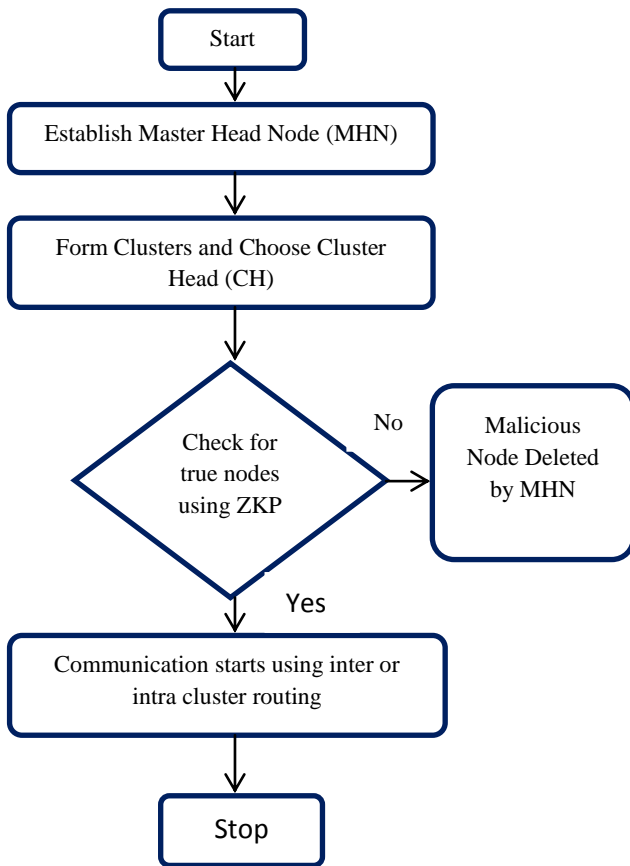 Start
Establish Master Head Node (MHN)
Form Clusters and Choose Cluster
Head (CH)
Check for
true nodes
using ZKP
No
Malicious
Node Deleted
by MHN
Yes
Communication starts using inter or
intra cluster routing
Stop